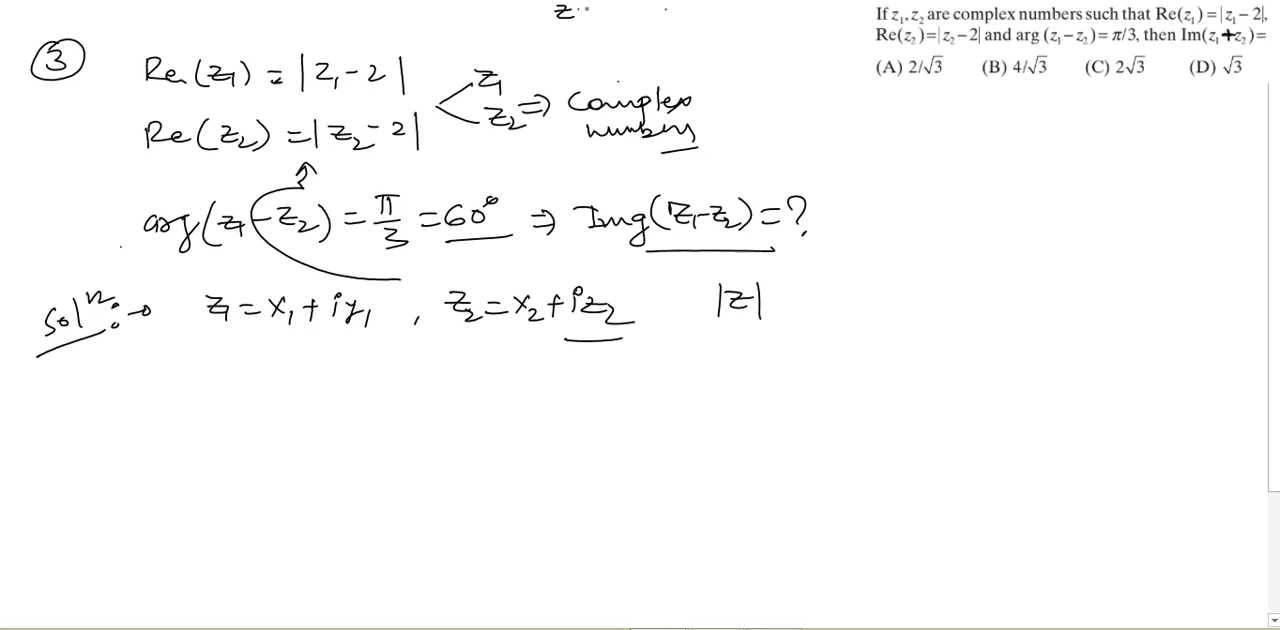 z..
If z₁, z₂ are complex numbers such that Re(z₁) = |z₁ – 2|,
Re(z₂)=|z₂ – 2| and arg (z₁ – z₂)= π/3, then Im(z₁+z₂)=
(A) 2/√3 (B) 4/√3 (C) 2√3 (D) √3
③ Re(z₁) = |z₁ - 2|
z₁
z₂ ⇒ Complex numbers
Re(z₂) = |z₂ - 2|
arg(z₁ - z₂) = π/3 = 60° ⇒ Img(z₁-z₂) = ?
Solⁿ: → z₁ = x₁ + iy₁ , z₂ = x₂ + iz₂ |z|